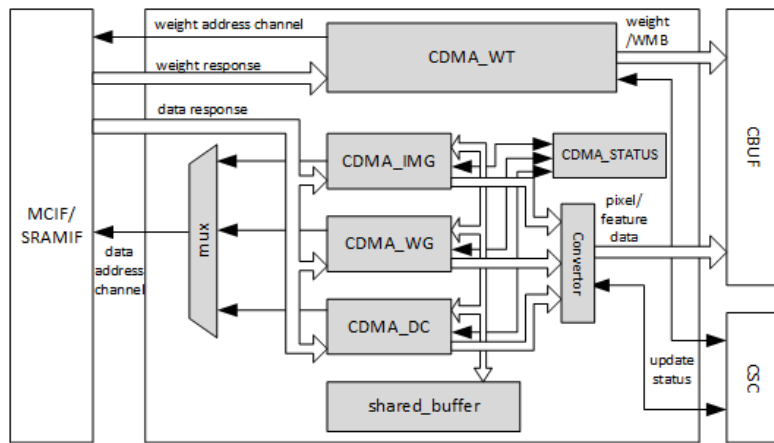 weight address channel
weight response
data response
CDMA_WT
weight
/WMB
CBUF
CDMA_IMG
CDMA_STATUS
MCIF/
SRAMIF
mux
CDMA_WG
Convertor
pixel/
feature
data
data
address
channel
CDMA_DC
update
status
CSC
shared_buffer